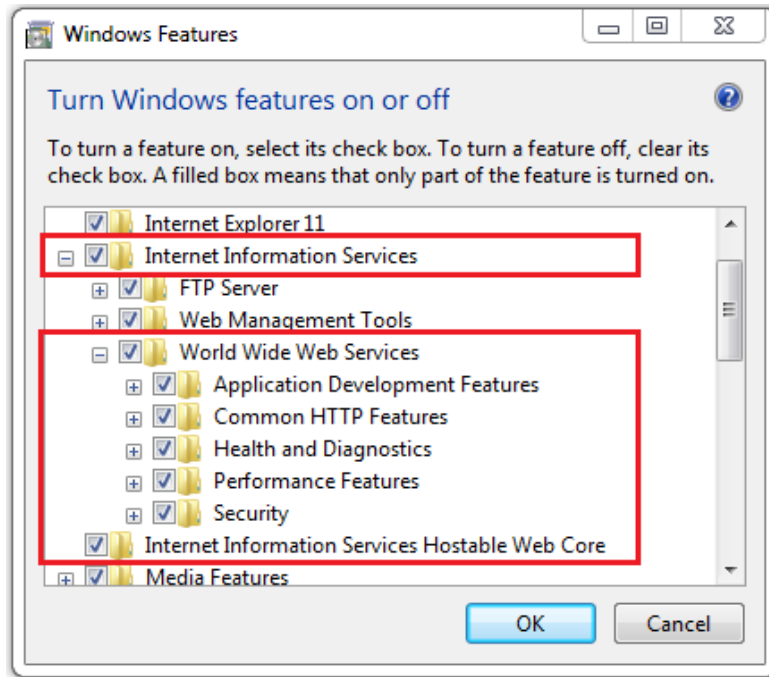 Windows Features
Turn Windows features on or off
To turn a feature on, select its check box. To turn a feature off, clear its
check box. A filled box means that only part of the feature is turned on.
Internet Explorer 11
Internet Information Services
FTP Server
Web Management Tools
World Wide Web Services
Application Development Features
Common HTTP Features
Health and Diagnostics
Performance Features
Security
Internet Information Services Hostable Web Core
Media Features
OK
Cancel